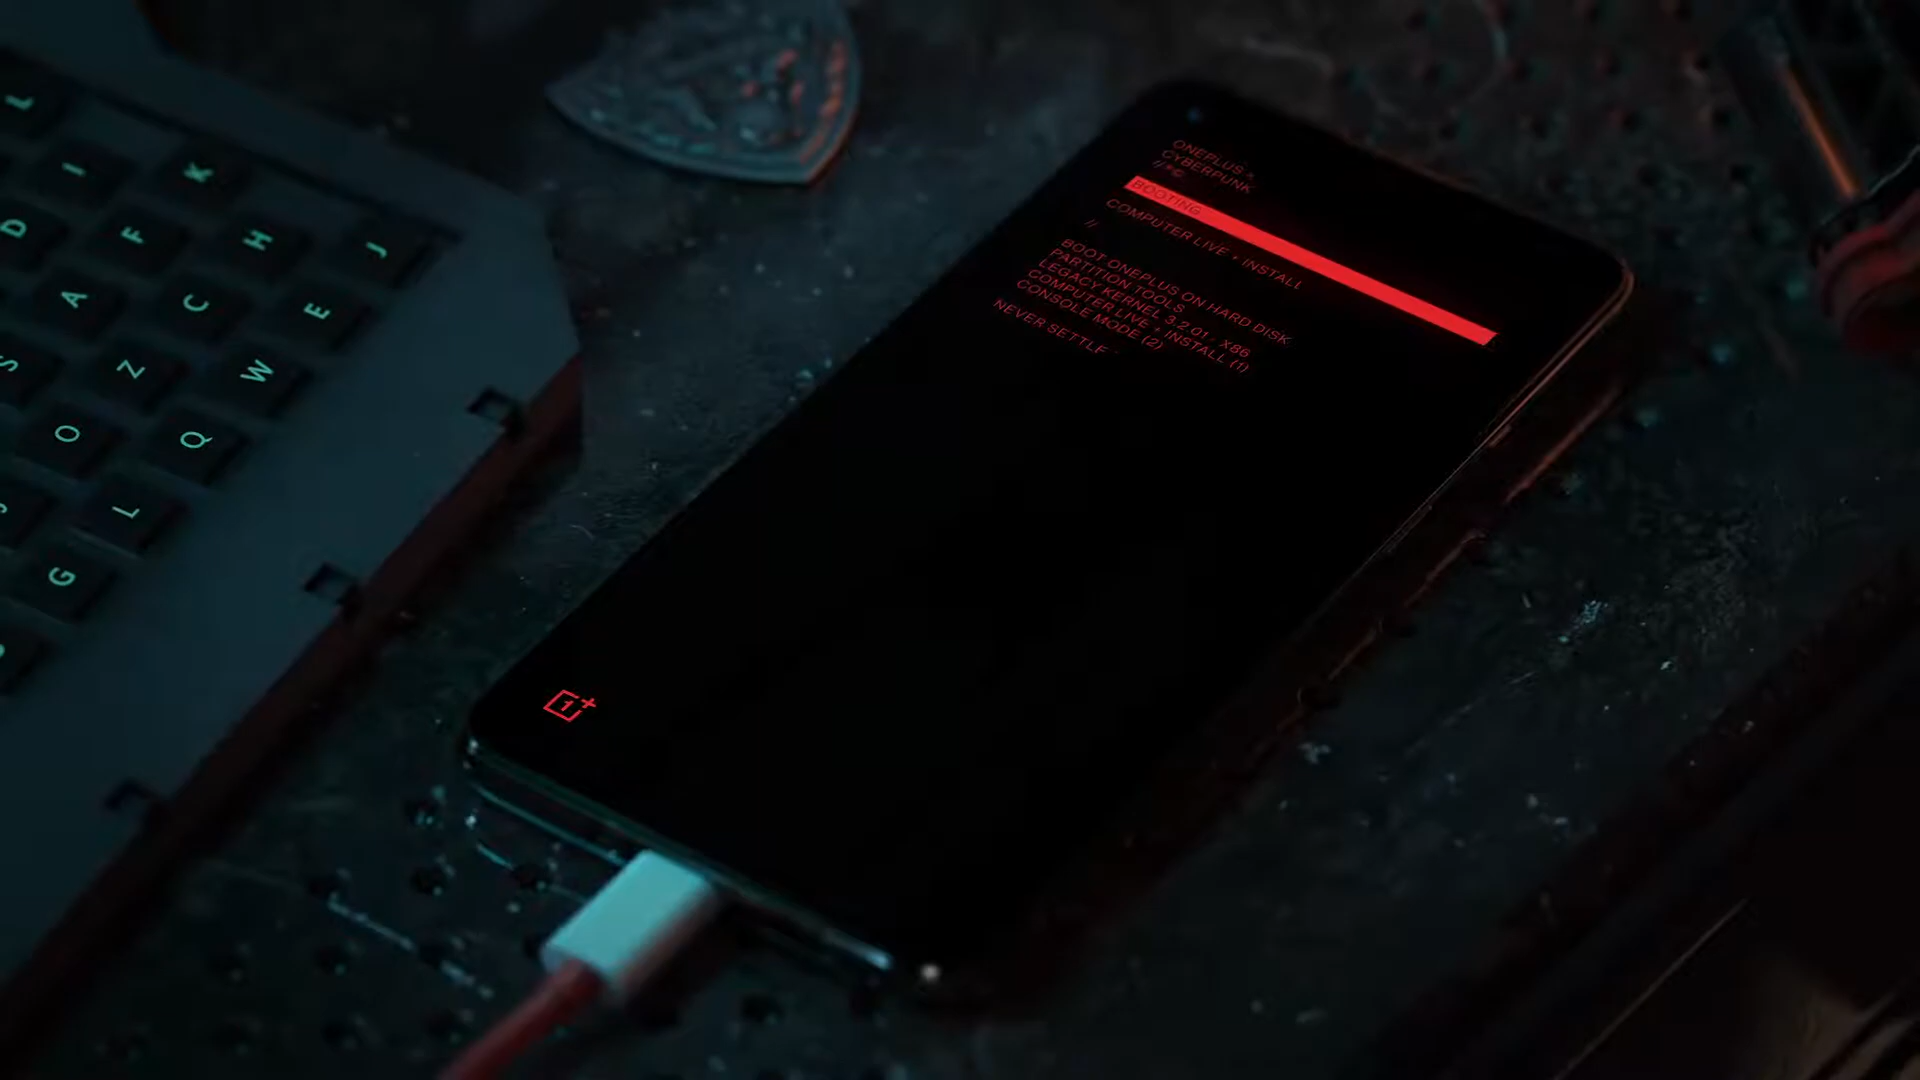 ONEPLUS +
CYBERPUNK
BOOTING
COMPUTER LIVE + INSTALL
//
BOOT ONEPLUS ON HARD DISK
PARTITION TOOLS
LEGACY KERNEL 3.2.01 - X86
COMPUTER LIVE + INSTALL (1)
CONSOLE MODE (2)
NEVER SETTLE
1+
L
I
K
D
F
H
J
A
C
E
S
Z
W
O
Q
J
L
G